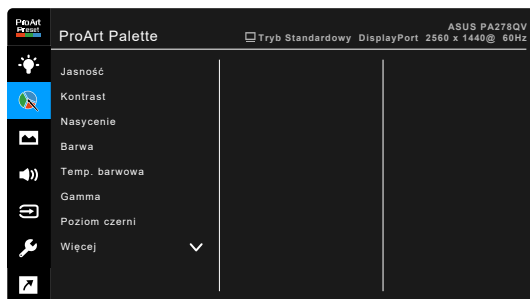 ProArt
Preset
ProArt Palette
ASUS PA278QV
Tryb Standardowy DisplayPort 2560 x 1440@ 60Hz
Jasność
Kontrast
Nasycenie
Barwa
Temp. barwowa
Gamma
Poziom czerni
Więcej